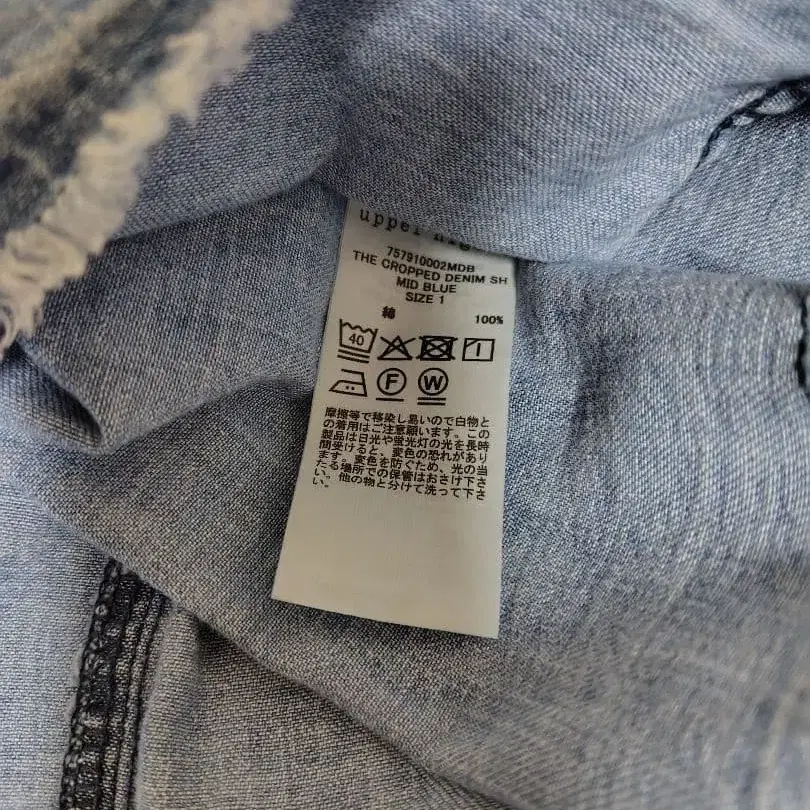 upper hig
757910002MDB
THE CROPPED DENIM SH
MID BLUE
SIZE 1
綿 100%
40
F W
摩擦等で移染し易いので白物と
の着用はご注意願います。この
製品は日光や蛍光灯の光を長時
間受けると、変色の恐れがあり
ます。変色を防ぐため、光の当
たる場所での保管はおさけ下さ
い。他の物と分けて洗って下さ
い。